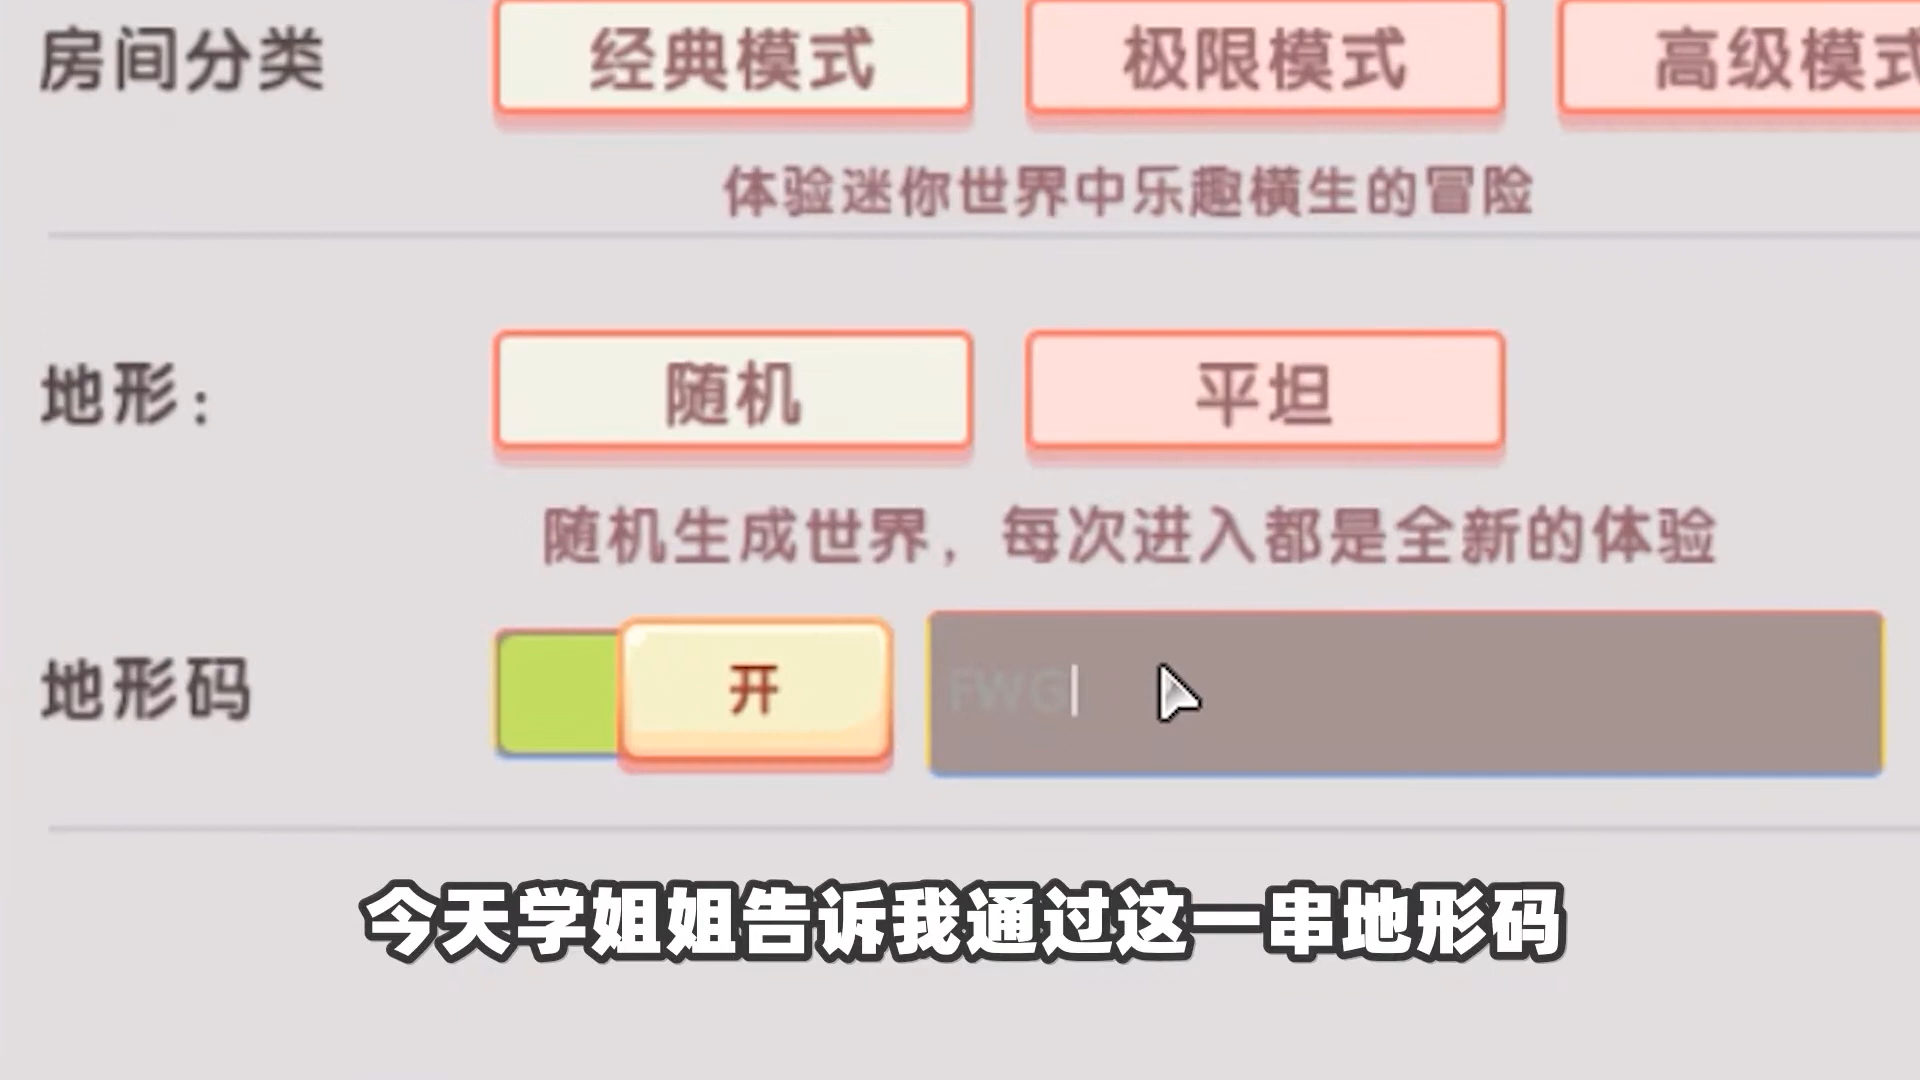 房间分类 经典模式 极限模式 高级模式
体验迷你世界中乐趣横生的冒险
地形： 随机 平坦
随机生成世界，每次进入都是全新的体验
地形码 开 FWG
今天学姐姐告诉我通过这一串地形码